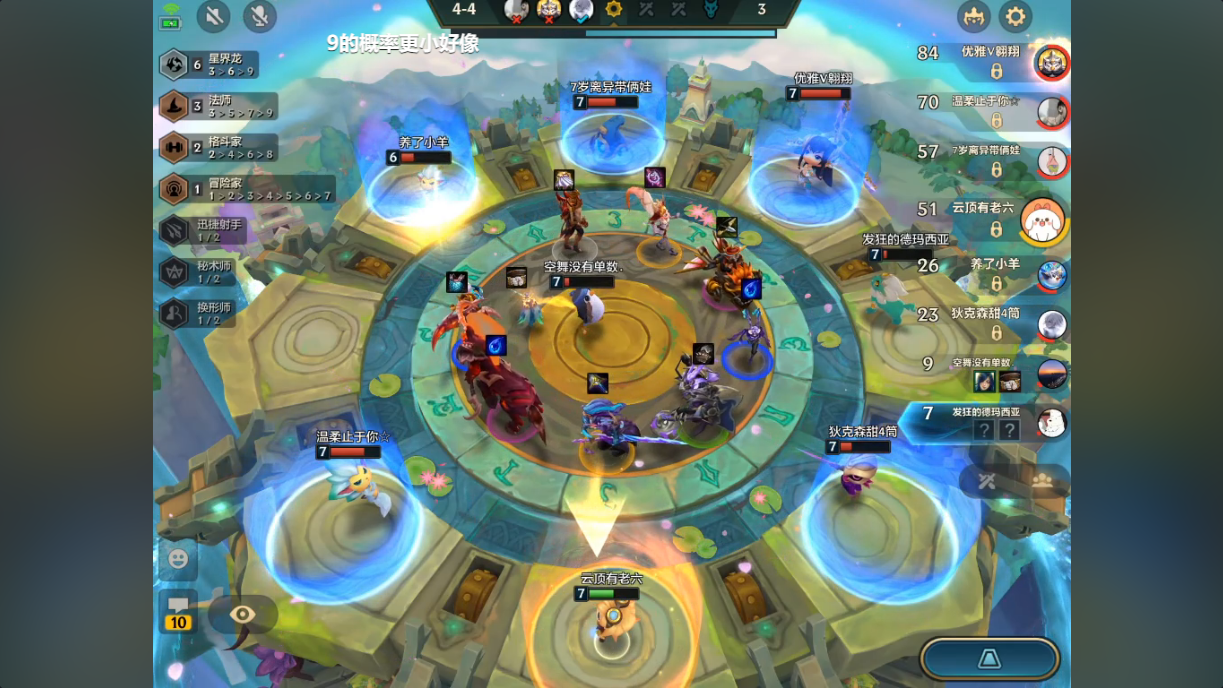 4-4
3
9的概率更小好像
6 星界龙
3 > 6 > 9
3 法师
3 > 5 > 7 > 9
2 格斗家
2 > 4 > 6 > 8
1 冒险家
1 > 2 > 3 > 4 > 5 > 6 > 7
迅捷射手
1 / 2
秘术师
1 / 2
换形师
1 / 2
7岁离异带俩娃
7
优雅V翱翔
7
养了小羊
6
发狂的德玛西亚
7
空舞没有单数.
7
温柔止于你☆
7
狄克森甜4筒
7
云顶有老六
7
84 优雅V翱翔
70 温柔止于你☆
57 7岁离异带俩娃
51 云顶有老六
26 养了小羊
23 狄克森甜4筒
9 空舞没有单数.
7 发狂的德玛西亚
? ?
10